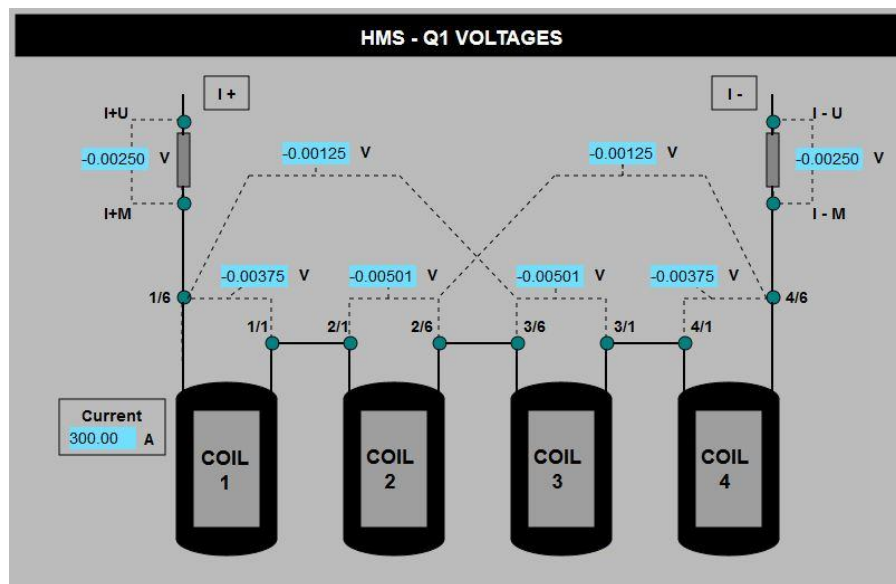 HMS - Q1 VOLTAGES
I + I -
I+U I - U
-0.00250 V -0.00125 V -0.00125 V -0.00250 V
I+M I - M
-0.00375 V -0.00501 V -0.00501 V -0.00375 V
1/6 4/6
1/1 2/1 2/6 3/6 3/1 4/1
Current
300.00 A
COIL COIL COIL COIL
1 2 3 4